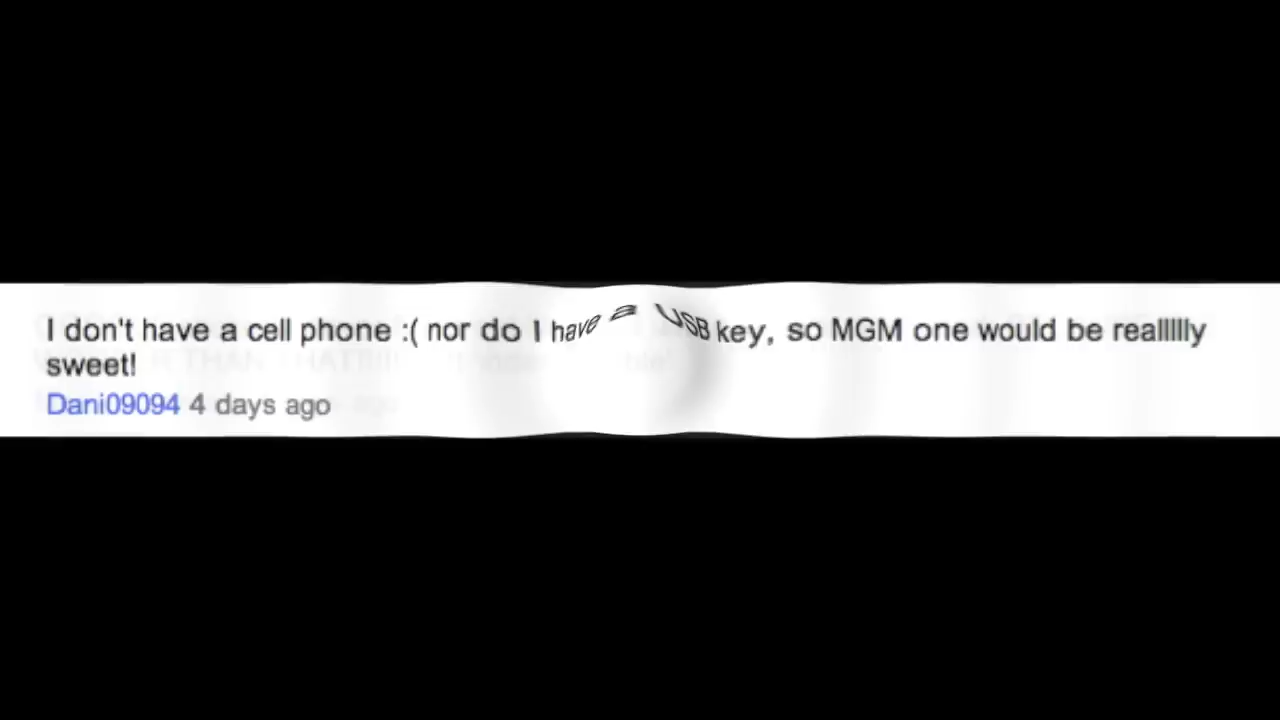 I don't have a cell phone :( nor do I have a USB key, so MGM one would be realllllly
sweet!
Dani09094 4 days ago